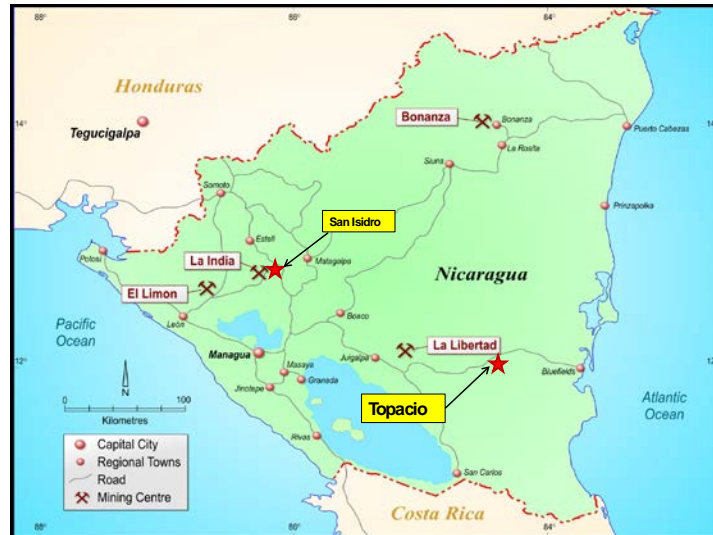 88°
86°
84°
Honduras
14°
Tegucigalpa
Bonanza
Bonanza
14°
Puerto Cabezas
La Rosita
Siuna
Somoto
Prinzapolka
San Isidro
Esteli
Potosi
La India
Matagalpa
El Limon
Nicaragua
León
Boaco
Pacific
Ocean
La Libertad
Managua
Juigalpa
12°
12°
Masaya
Bluefields
Jinotepe
Granada
N
Atlantic
Ocean
0
100
Kilometres
Topacio
Rivas
Capital City
Regional Towns
Road
Mining Centre
San Carlos
Costa Rica
88°
86°
84°